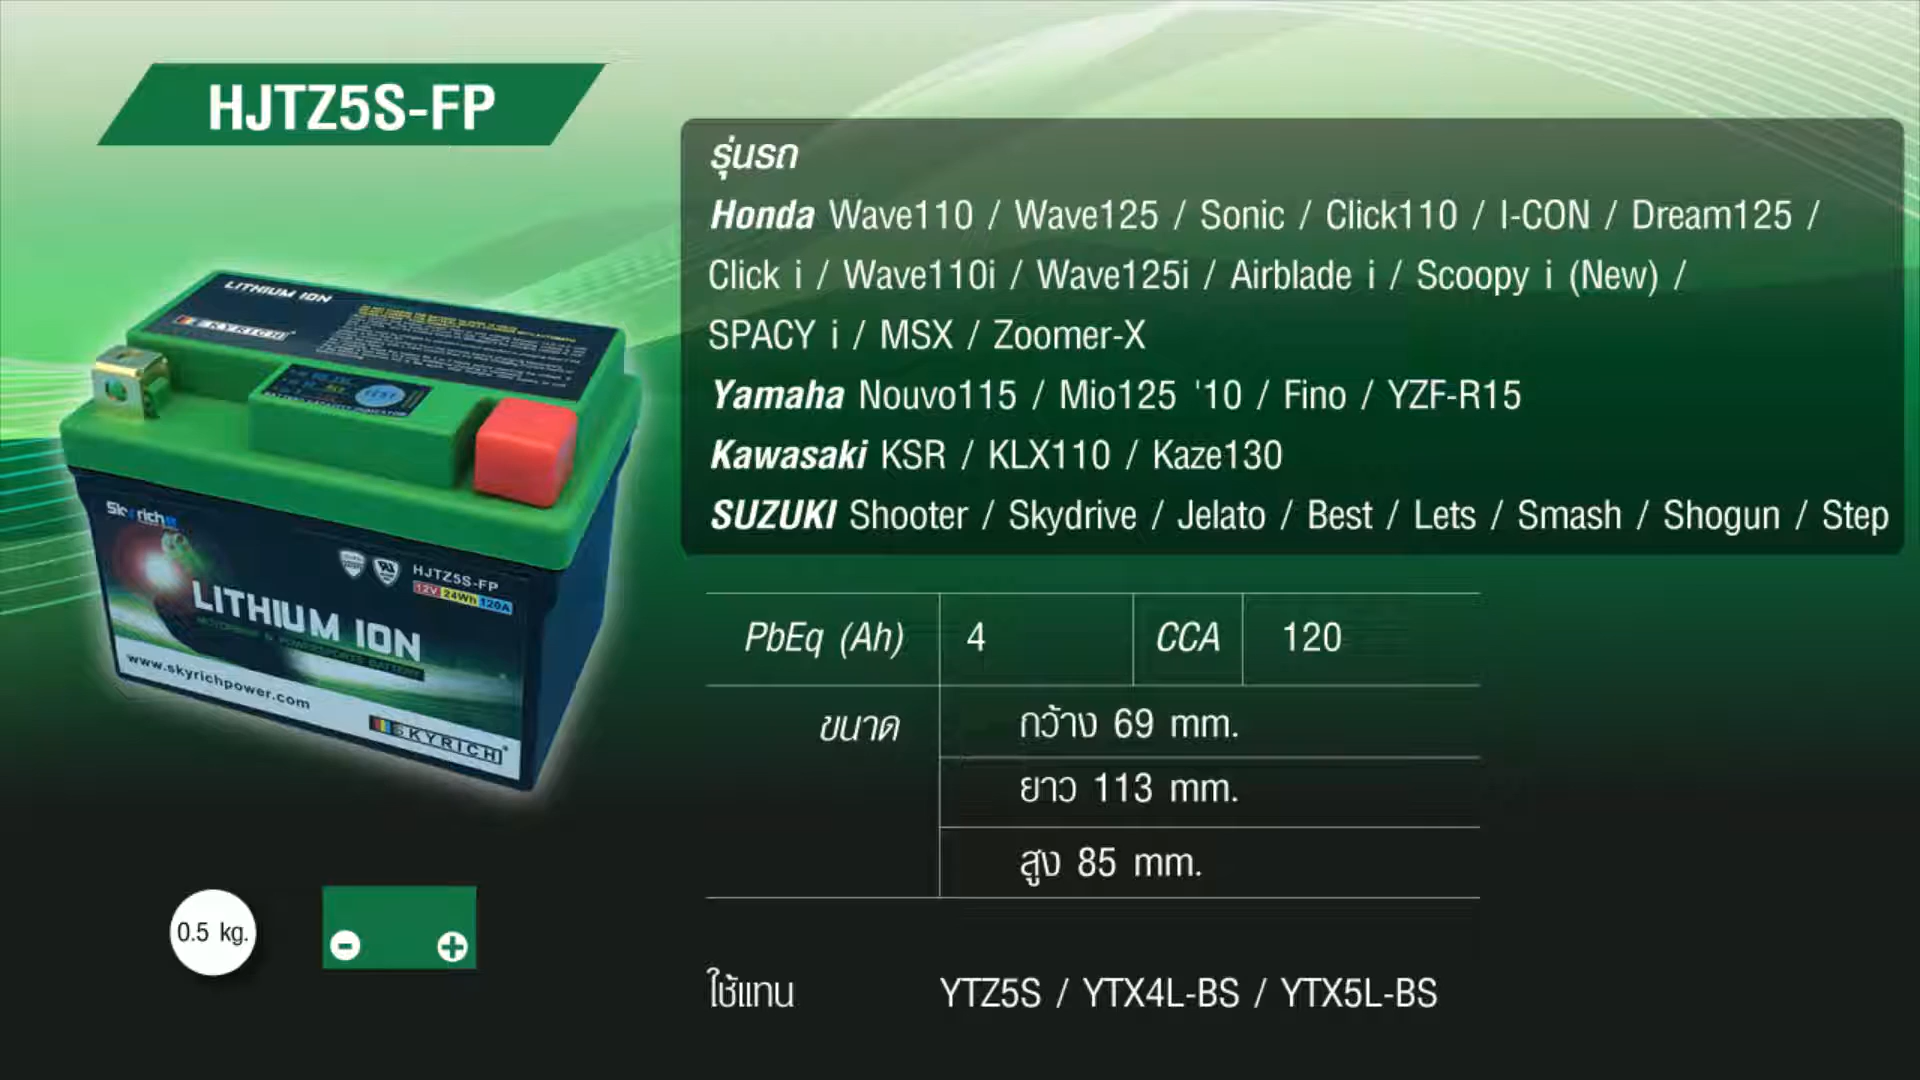 HJTZ5S-FP
รุ่นรถ
Honda Wave110 / Wave125 / Sonic / Click110 / I-CON / Dream125 /
Click i / Wave110i / Wave125i / Airblade i / Scoopy i (New) /
SPACY i / MSX / Zoomer-X
Yamaha Nouvo115 / Mio125 '10 / Fino / YZF-R15
Kawasaki KSR / KLX110 / Kaze130
SUZUKI Shooter / Skydrive / Jelato / Best / Lets / Smash / Shogun / Step
LITHIUM ION
SKYRICH
Skyrich
HJTZ5S-FP
12V 24Wh 120A
LITHIUM ION
www.skyrichpower.com
SKYRICH
PbEq (Ah) 4 CCA 120
ขนาด กว้าง 69 mm.
ยาว 113 mm.
สูง 85 mm.
0.5 kg.
- +
ใช้แทน YTZ5S / YTX4L-BS / YTX5L-BS